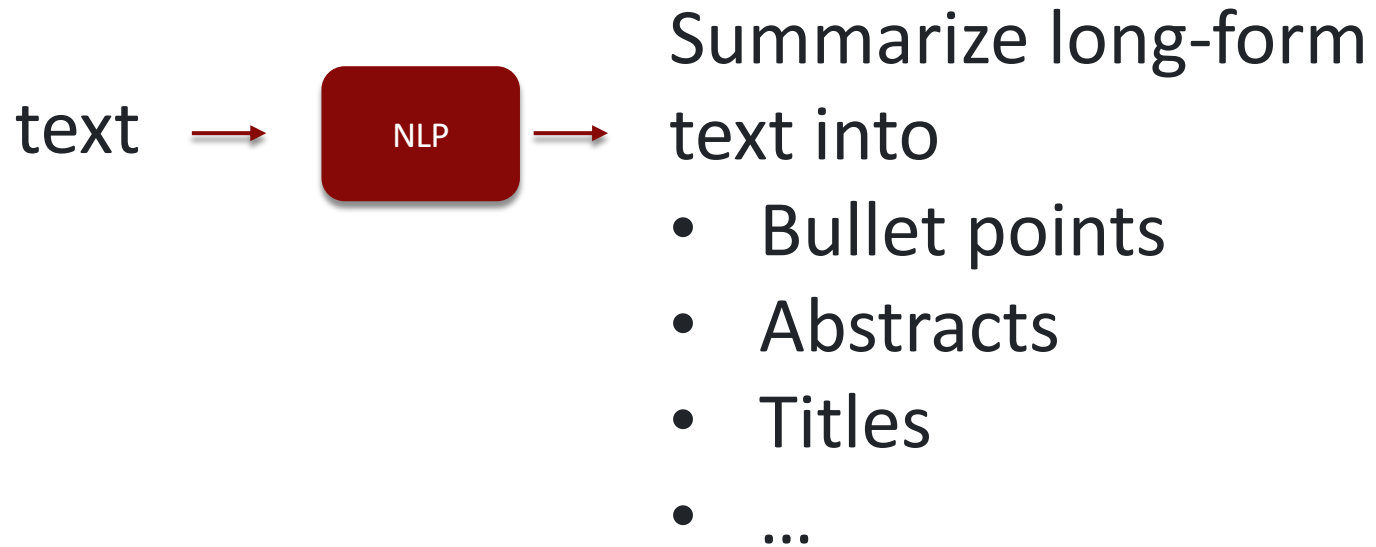 text
NLP
Summarize long-form
text into
• Bullet points
• Abstracts
• Titles
• ...